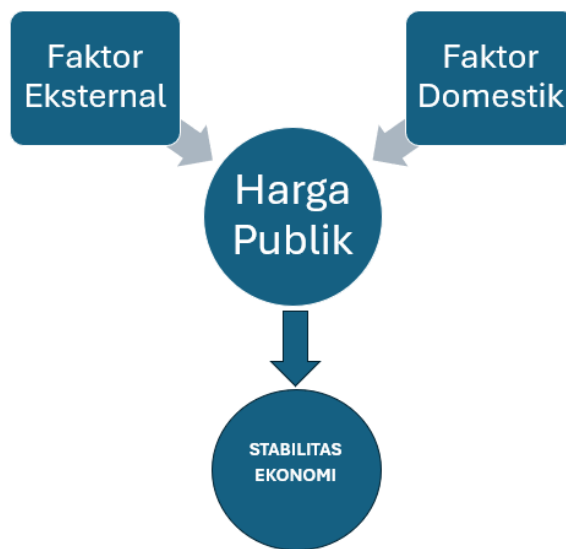 Faktor
Eksternal
Faktor
Domestik
Harga
Publik
STABILITAS
EKONOMI